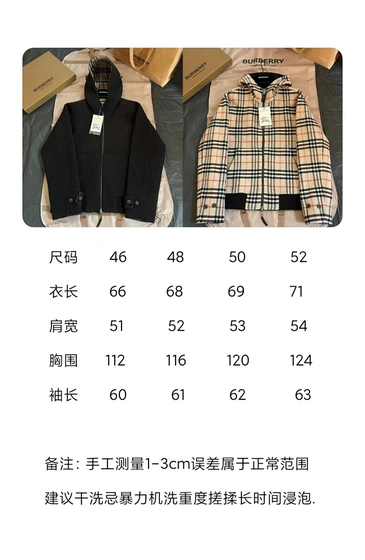 BURBERRY
BURBERRY
尺码 46 48 50 52
衣长 66 68 69 71
肩宽 51 52 53 54
胸围 112 116 120 124
袖长 60 61 62 63
备注: 手工测量1-3cm误差属于正常范围
建议干洗忌暴力机洗重度搓揉长时间浸泡.